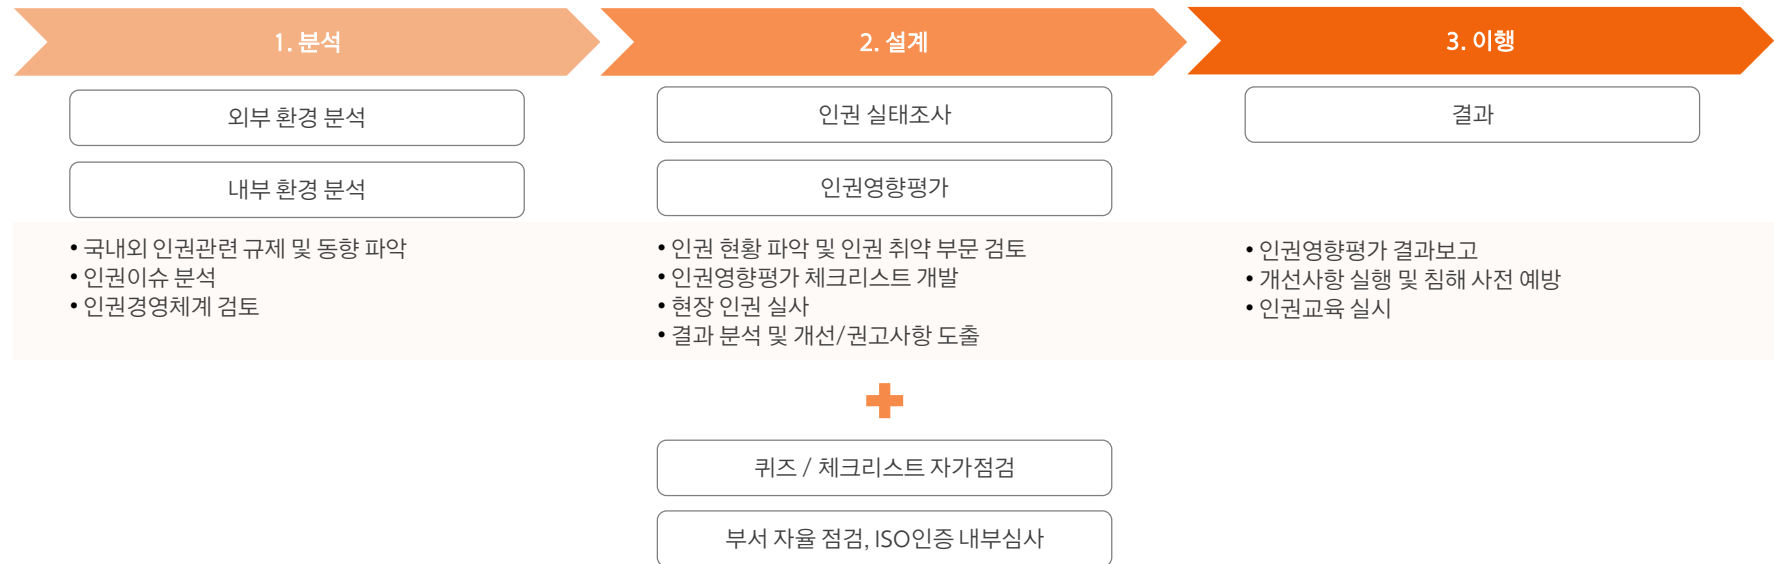 1. 분석
2. 설계
3. 이행
외부 환경 분석
내부 환경 분석
인권 실태조사
인권영향평가
결과
• 국내외 인권관련 규제 및 동향 파악
• 인권이슈 분석
• 인권경영체계 검토
• 인권 현황 파악 및 인권 취약 부문 검토
• 인권영향평가 체크리스트 개발
• 현장 인권 실사
• 결과 분석 및 개선/권고사항 도출
• 인권영향평가 결과보고
• 개선사항 실행 및 침해 사전 예방
• 인권교육 실시
퀴즈 / 체크리스트 자가점검
부서 자율 점검, ISO인증 내부심사